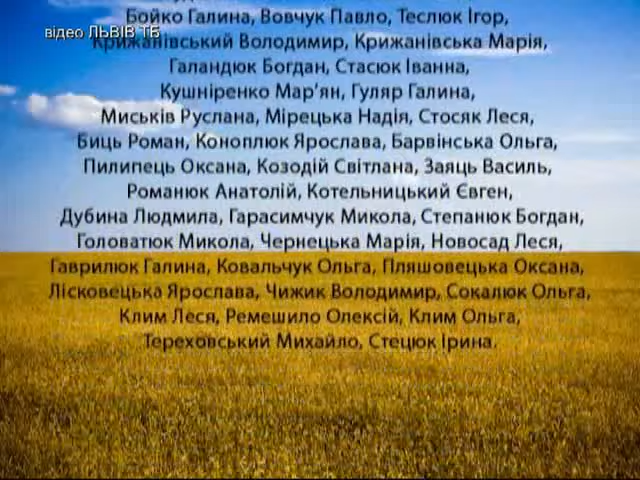 Бойко Галина, Вовчук Павло, Теслюк Ігор,
відео ЛЬВІВ ТБ
Крижанівський Володимир, Крижанівська Марія,
Галандюк Богдан, Стасюк Іванна,
Кушніренко Мар'ян, Гуляр Галина,
Миськів Руслана, Мірецька Надія, Стосяк Леся,
Биць Роман, Коноплюк Ярослава, Барвінська Ольга,
Пилипець Оксана, Козодій Світлана, Заяць Василь,
Романюк Анатолій, Котельницький Євген,
Дубина Людмила, Гарасимчук Микола, Степанюк Богдан,
Головатюк Микола, Чернецька Марія, Новосад Леся,
Гаврилюк Галина, Ковальчук Ольга, Пляшовецька Оксана,
Лісковецька Ярослава, Чижик Володимир, Сокалюк Ольга,
Клим Леся, Ремешило Олексій, Клим Ольга,
Тереховський Михайло, Стецюк Ірина.